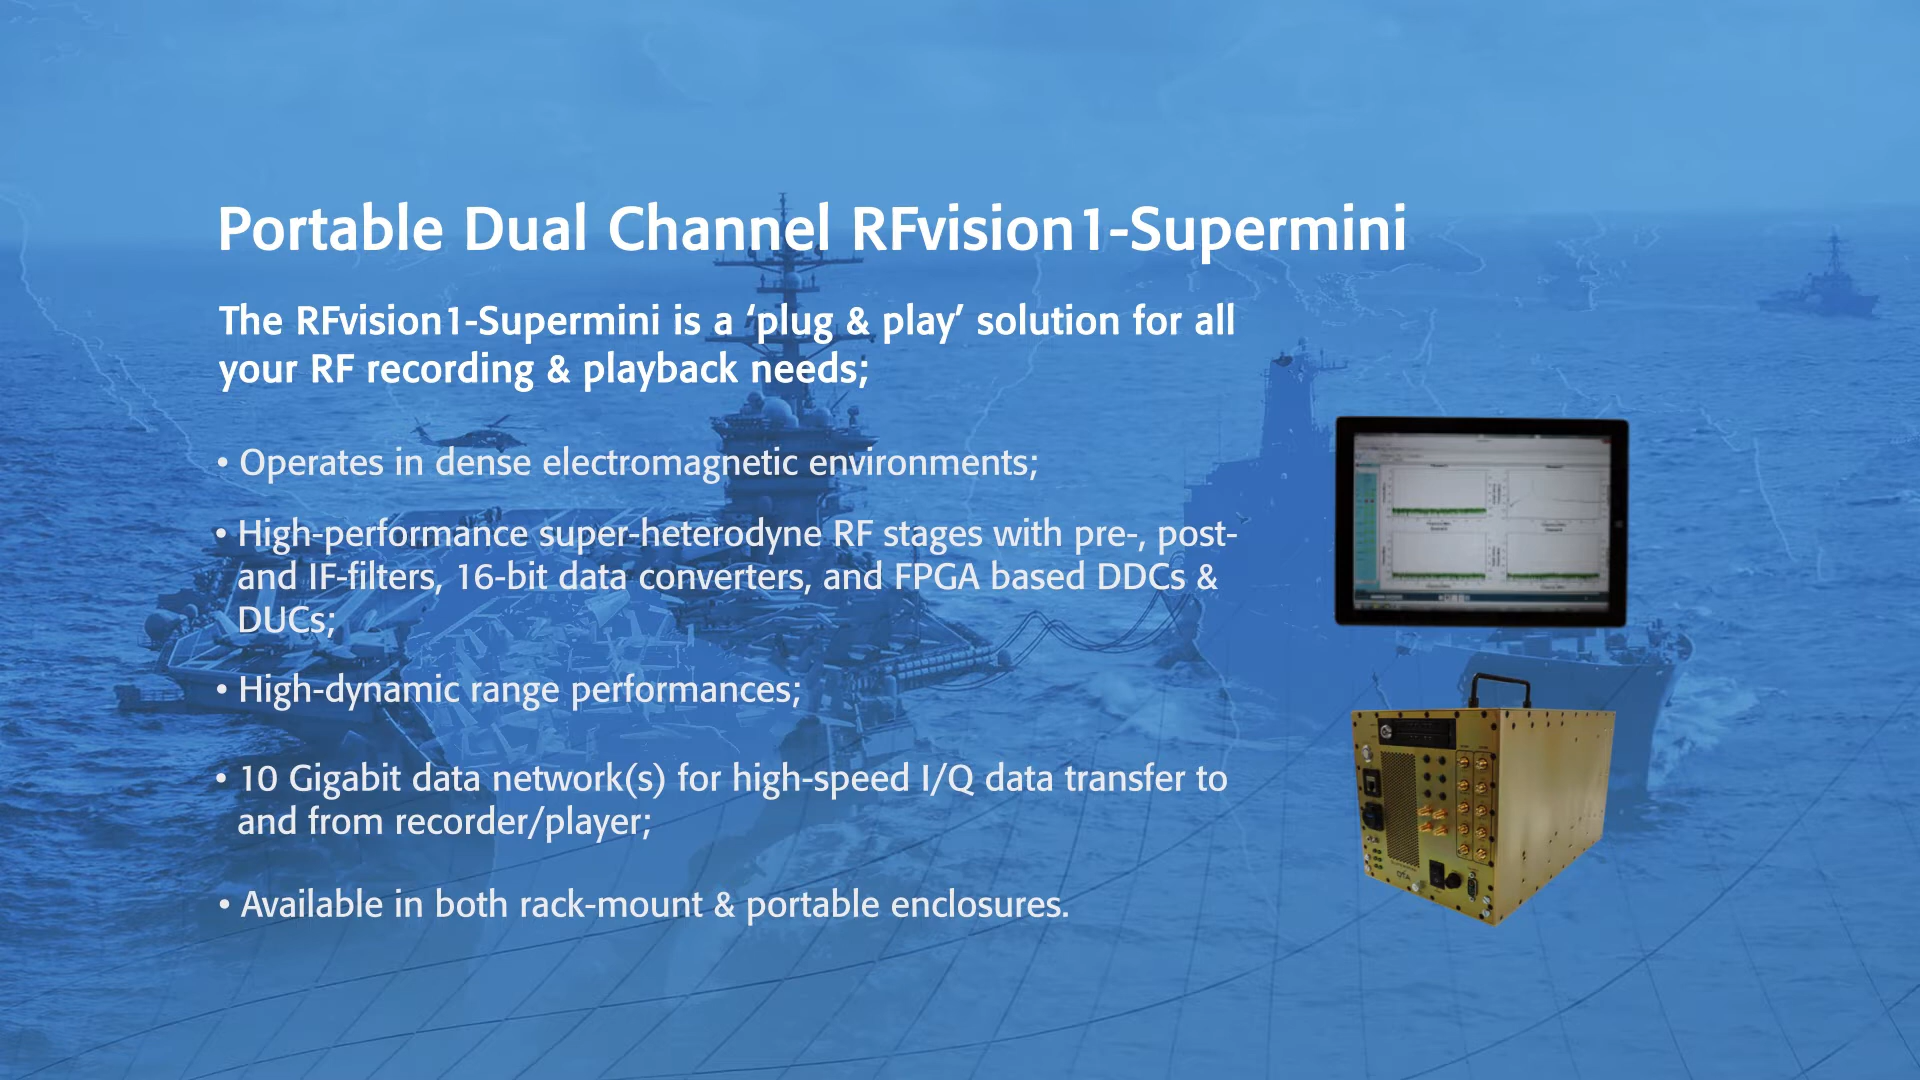 Portable Dual Channel RFvision1-Supermini
The RFvision1-Supermini is a ‘plug & play’ solution for all
your RF recording & playback needs;
• Operates in dense electromagnetic environments;
• High-performance super-heterodyne RF stages with pre-, post-
and IF-filters, 16-bit data converters, and FPGA based DDCs &
DUCs;
• High-dynamic range performances;
• 10 Gigabit data network(s) for high-speed I/Q data transfer to
and from recorder/player;
• Available in both rack-mount & portable enclosures.